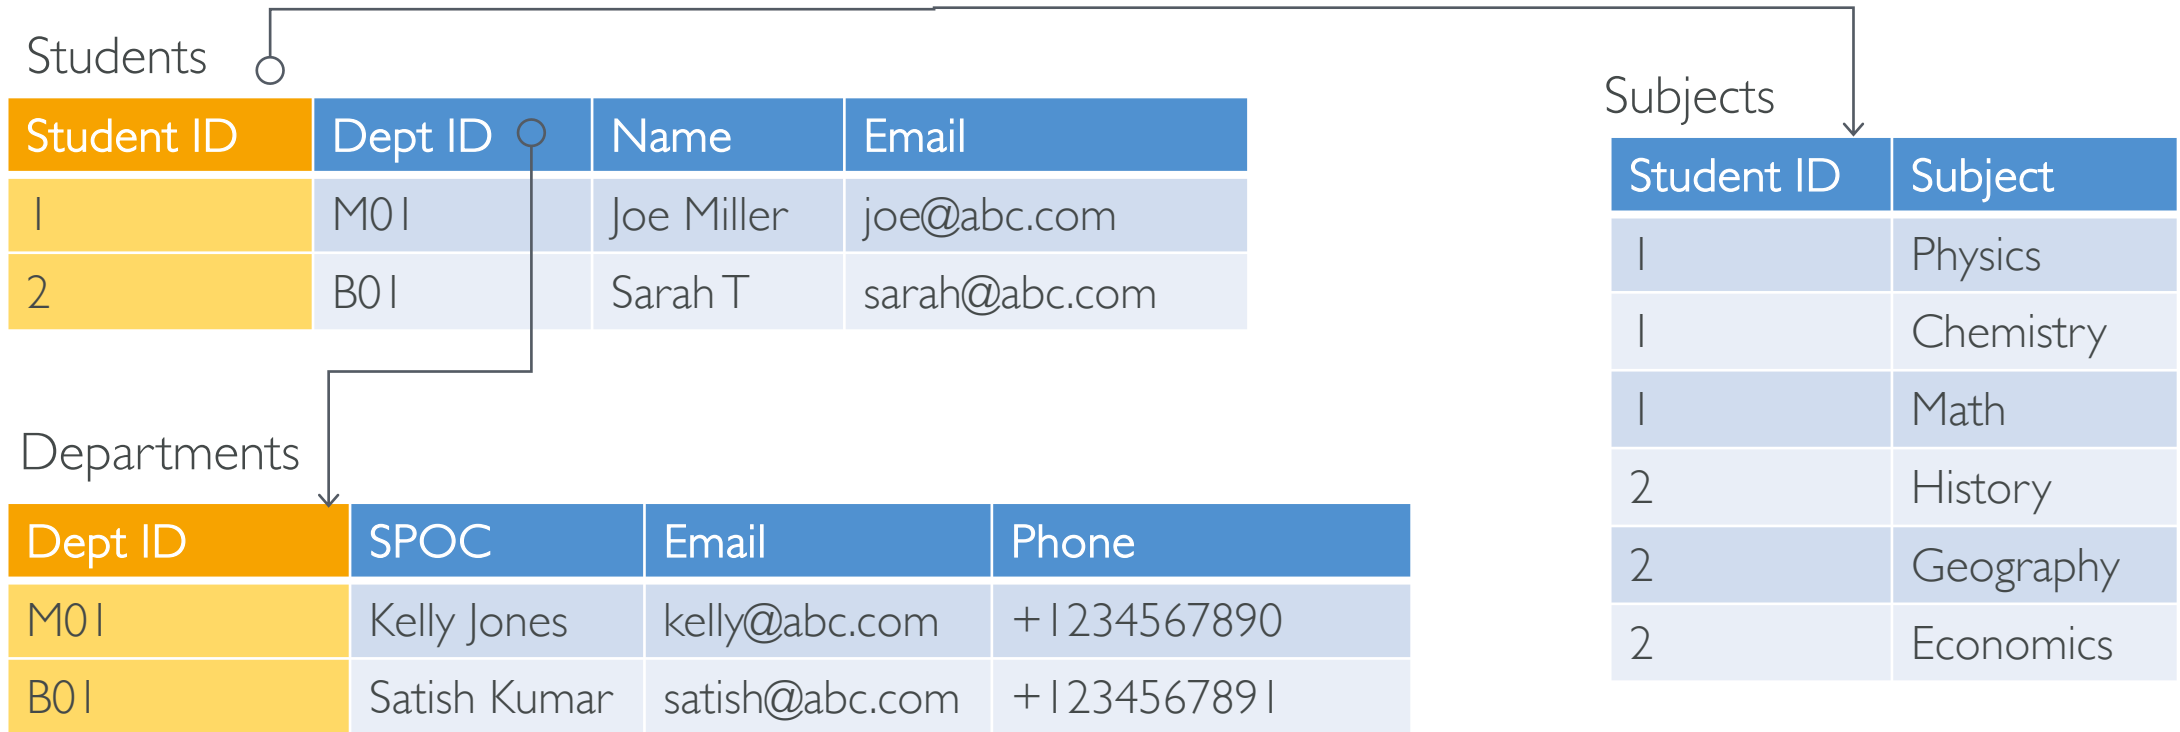 Students
Student ID Dept ID Name Email
1 M01 Joe Miller joe@abc.com
2 B01 Sarah T sarah@abc.com
Departments
Dept ID SPOC Email Phone
M01 Kelly Jones kelly@abc.com +1234567890
B01 Satish Kumar satish@abc.com +1234567891
Subjects
Student ID Subject
1 Physics
1 Chemistry
1 Math
2 History
2 Geography
2 Economics